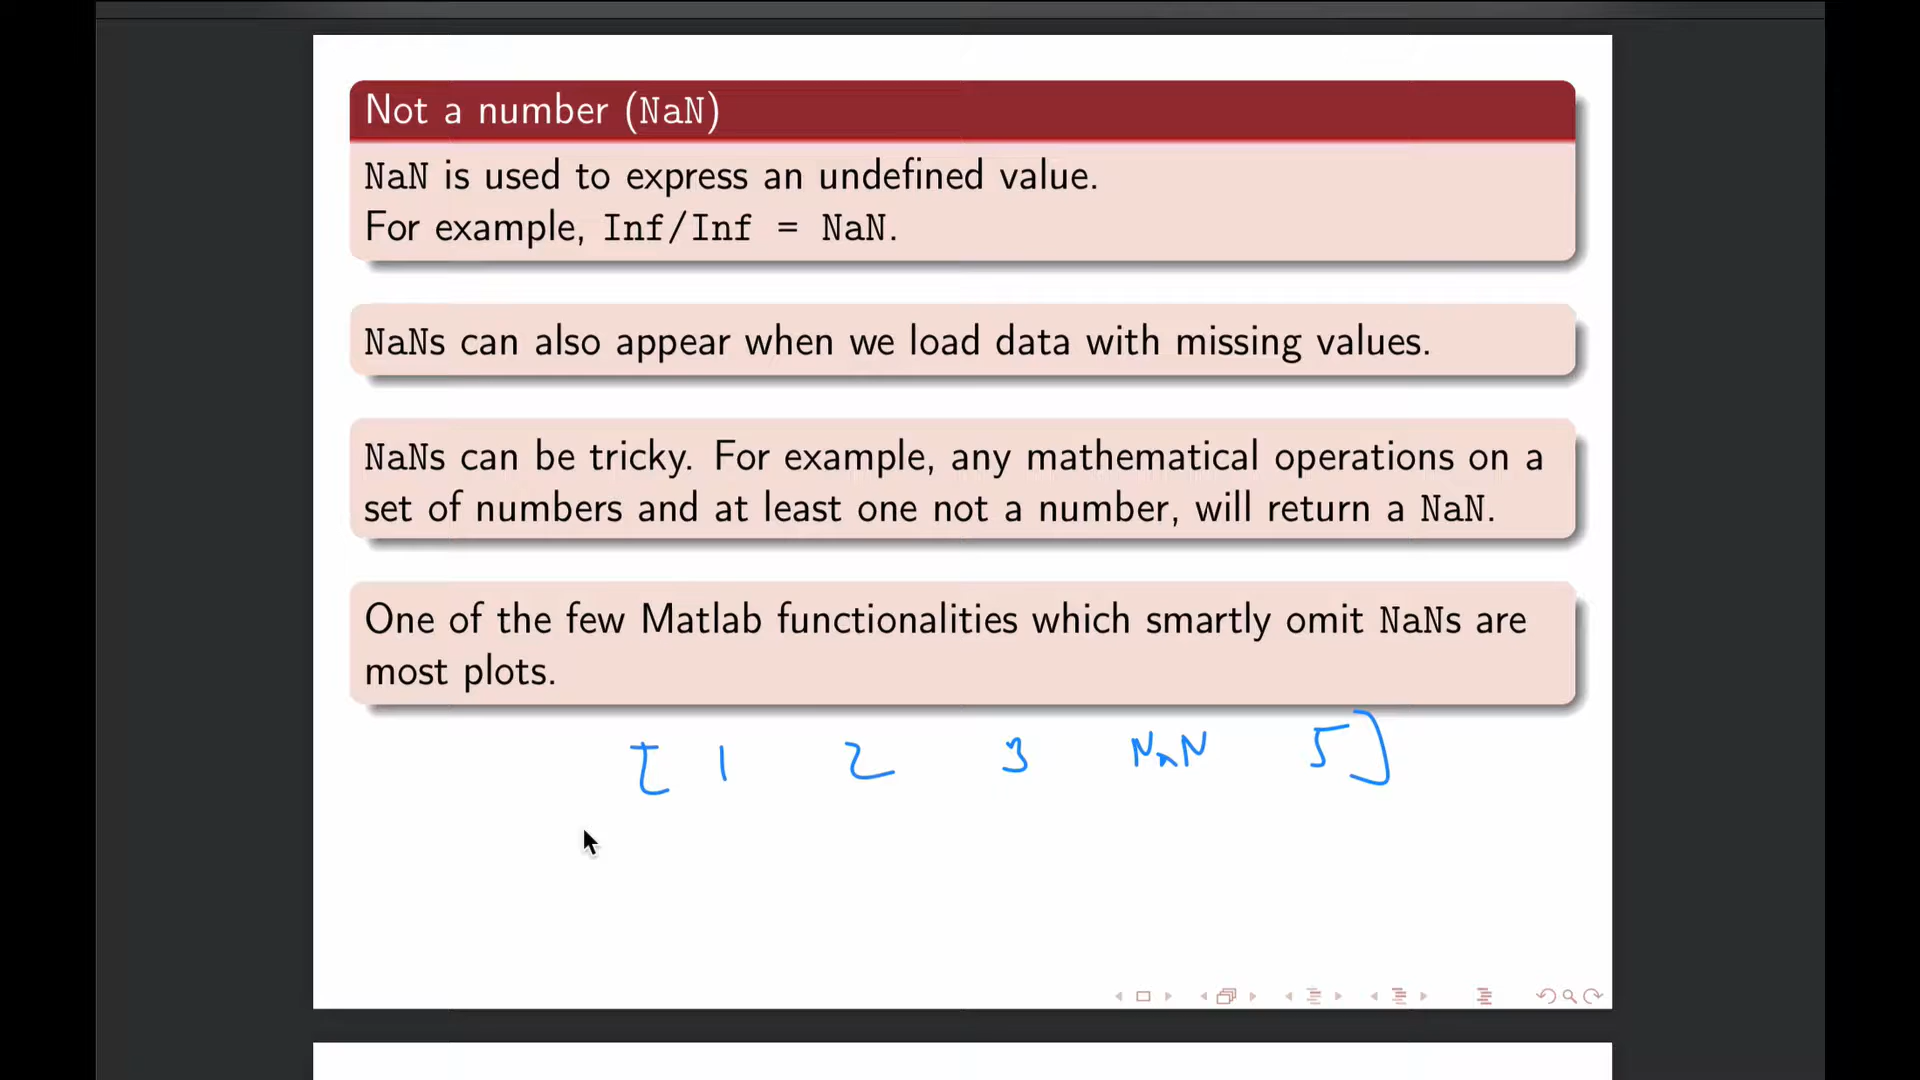 Not a number (NaN)
NaN is used to express an undefined value.
For example, Inf/Inf = NaN.
NaNs can also appear when we load data with missing values.
NaNs can be tricky. For example, any mathematical operations on a
set of numbers and at least one not a number, will return a NaN.
One of the few Matlab functionalities which smartly omit NaNs are
most plots.
[ 1 2 3 NaN 5]